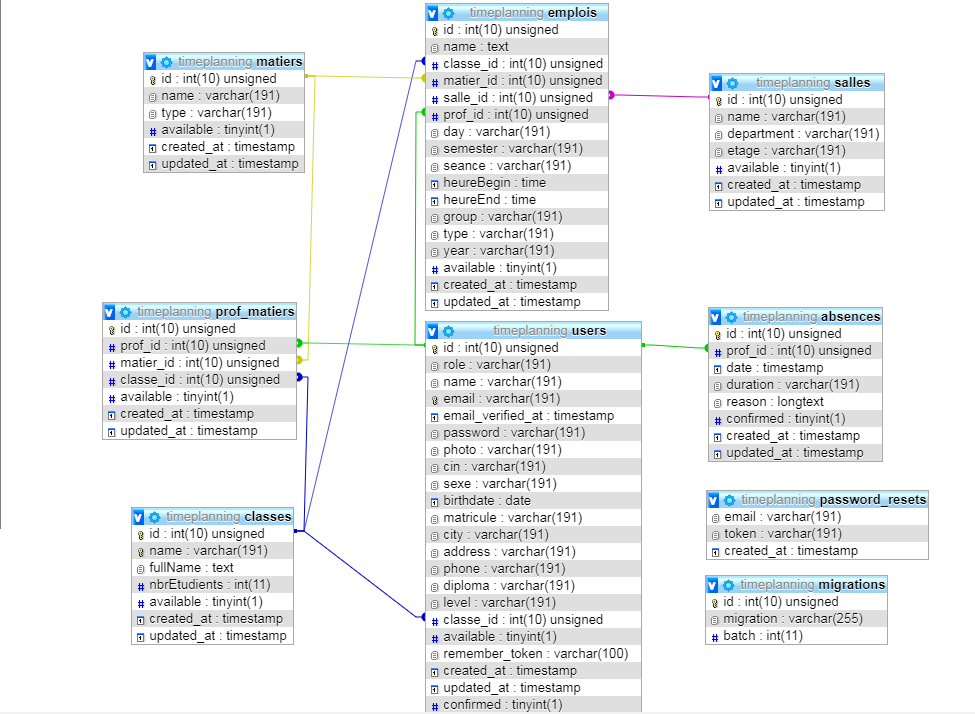 timeplanning emplois
id : int(10) unsigned
name : text
classe_id : int(10) unsigned
matier_id : int(10) unsigned
salle_id : int(10) unsigned
prof_id : int(10) unsigned
day : varchar(191)
semester : varchar(191)
seance : varchar(191)
heureBegin : time
heureEnd : time
group : varchar(191)
type : varchar(191)
year : varchar(191)
available : tinyint(1)
created_at : timestamp
updated_at : timestamp
timeplanning matiers
id : int(10) unsigned
name : varchar(191)
type : varchar(191)
available : tinyint(1)
created_at : timestamp
updated_at : timestamp
timeplanning salles
id : int(10) unsigned
name : varchar(191)
department : varchar(191)
etage : varchar(191)
available : tinyint(1)
created_at : timestamp
updated_at : timestamp
timeplanning prof_matiers
id : int(10) unsigned
prof_id : int(10) unsigned
matier_id : int(10) unsigned
classe_id : int(10) unsigned
available : tinyint(1)
created_at : timestamp
updated_at : timestamp
timeplanning users
id : int(10) unsigned
role : varchar(191)
name : varchar(191)
email : varchar(191)
email_verified_at : timestamp
password : varchar(191)
photo : varchar(191)
cin : varchar(191)
sexe : varchar(191)
birthdate : date
matricule : varchar(191)
city : varchar(191)
address : varchar(191)
phone : varchar(191)
diploma : varchar(191)
level : varchar(191)
classe_id : int(10) unsigned
available : tinyint(1)
remember_token : varchar(100)
created_at : timestamp
updated_at : timestamp
confirmed : tinyint(1)
timeplanning absences
id : int(10) unsigned
prof_id : int(10) unsigned
date : timestamp
duration : varchar(191)
reason : longtext
confirmed : tinyint(1)
created_at : timestamp
updated_at : timestamp
timeplanning classes
id : int(10) unsigned
name : varchar(191)
fullName : text
nbrEtudients : int(11)
available : tinyint(1)
created_at : timestamp
updated_at : timestamp
timeplanning password_resets
email : varchar(191)
token : varchar(191)
created_at : timestamp
timeplanning migrations
id : int(10) unsigned
migration : varchar(255)
batch : int(11)